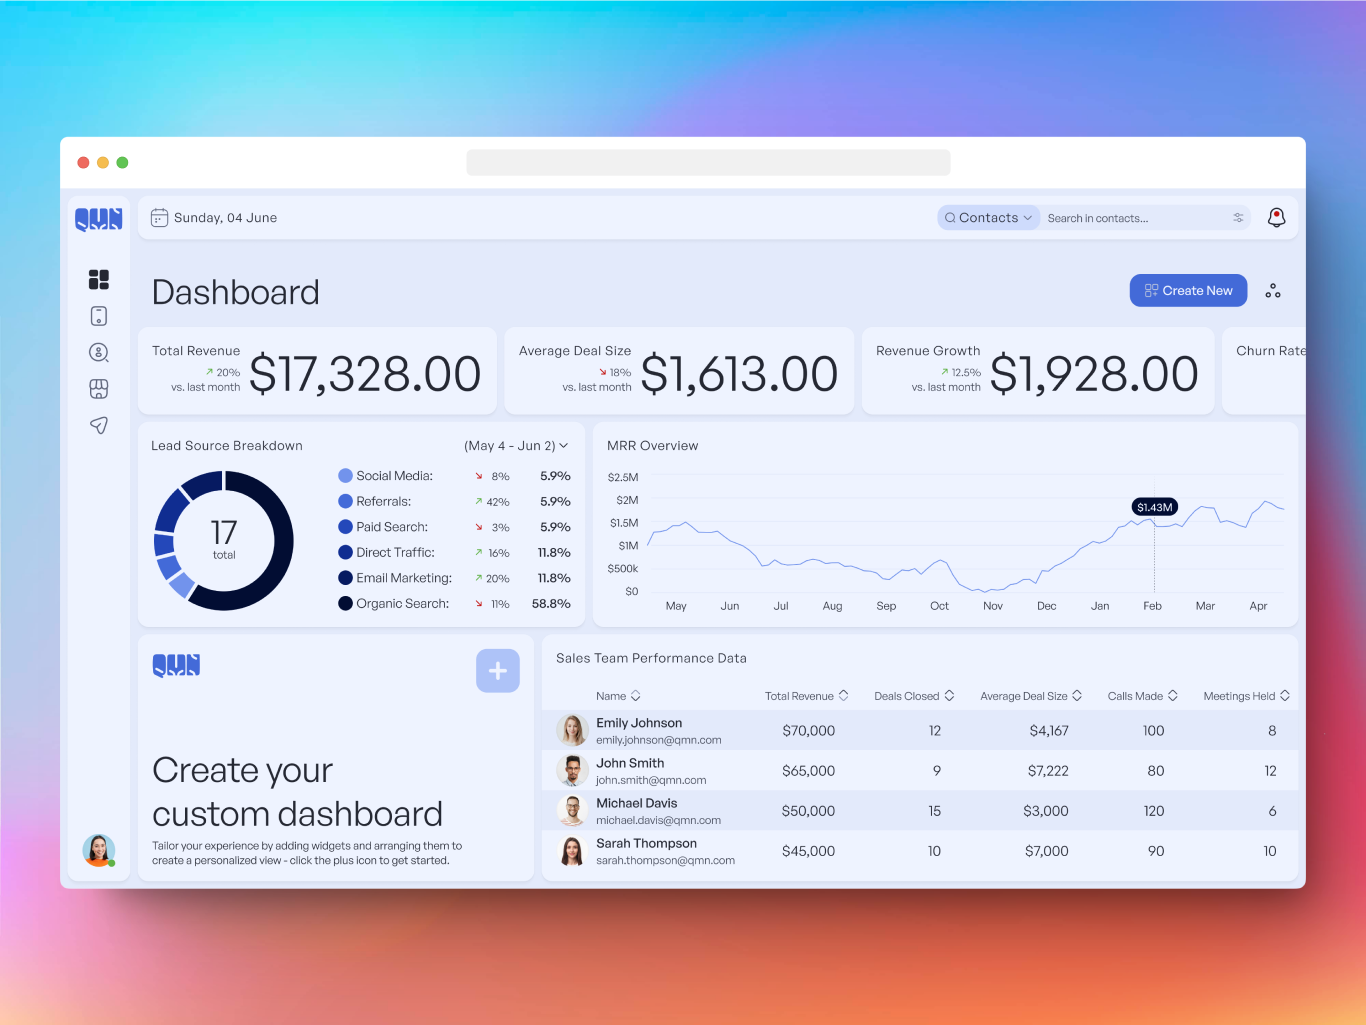 QMN
Sunday, 04 June
Contacts
Search in contacts...
Dashboard
Create New
Total Revenue
20%
vs. last month
$17,328.00
Average Deal Size
18%
vs. last month
$1,613.00
Revenue Growth
12.5%
vs. last month
$1,928.00
Churn Rate
Lead Source Breakdown
(May 4 - Jun 2)
17
total
Social Media: 8% 5.9%
Referrals: 42% 5.9%
Paid Search: 3% 5.9%
Direct Traffic: 16% 11.8%
Email Marketing: 20% 11.8%
Organic Search: 11% 58.8%
MRR Overview
$2.5M
$2M
$1.5M
$1M
$500k
$0
$1.43M
May Jun Jul Aug Sep Oct Nov Dec Jan Feb Mar Apr
QMN
Create your
custom dashboard
Tailor your experience by adding widgets and arranging them to
create a personalized view - click the plus icon to get started.
Sales Team Performance Data
Name Total Revenue Deals Closed Average Deal Size Calls Made Meetings Held
Emily Johnson
emily.johnson@qmn.com
$70,000 12 $4,167 100 8
John Smith
john.smith@qmn.com
$65,000 9 $7,222 80 12
Michael Davis
michael.davis@qmn.com
$50,000 15 $3,000 120 6
Sarah Thompson
sarah.thompson@qmn.com
$45,000 10 $7,000 90 10